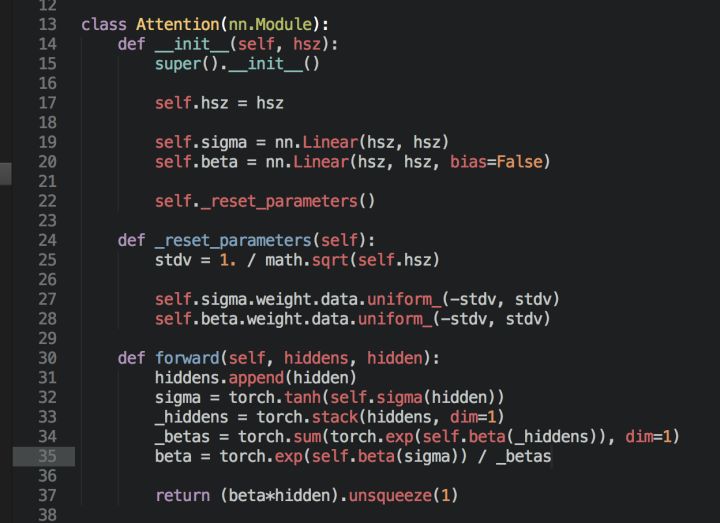 12
13 class Attention(nn.Module):
14     def __init__(self, hsz):
15         super().__init__()
16
17         self.hsz = hsz
18
19         self.sigma = nn.Linear(hsz, hsz)
20         self.beta = nn.Linear(hsz, hsz, bias=False)
21
22         self._reset_parameters()
23
24     def _reset_parameters(self):
25         stdv = 1. / math.sqrt(self.hsz)
26
27         self.sigma.weight.data.uniform_(-stdv, stdv)
28         self.beta.weight.data.uniform_(-stdv, stdv)
29
30     def forward(self, hiddens, hidden):
31         hiddens.append(hidden)
32         sigma = torch.tanh(self.sigma(hidden))
33         _hiddens = torch.stack(hiddens, dim=1)
34         _betas = torch.sum(torch.exp(self.beta(_hiddens)), dim=1)
35         beta = torch.exp(self.beta(sigma)) / _betas
36
37         return (beta*hidden).unsqueeze(1)
38